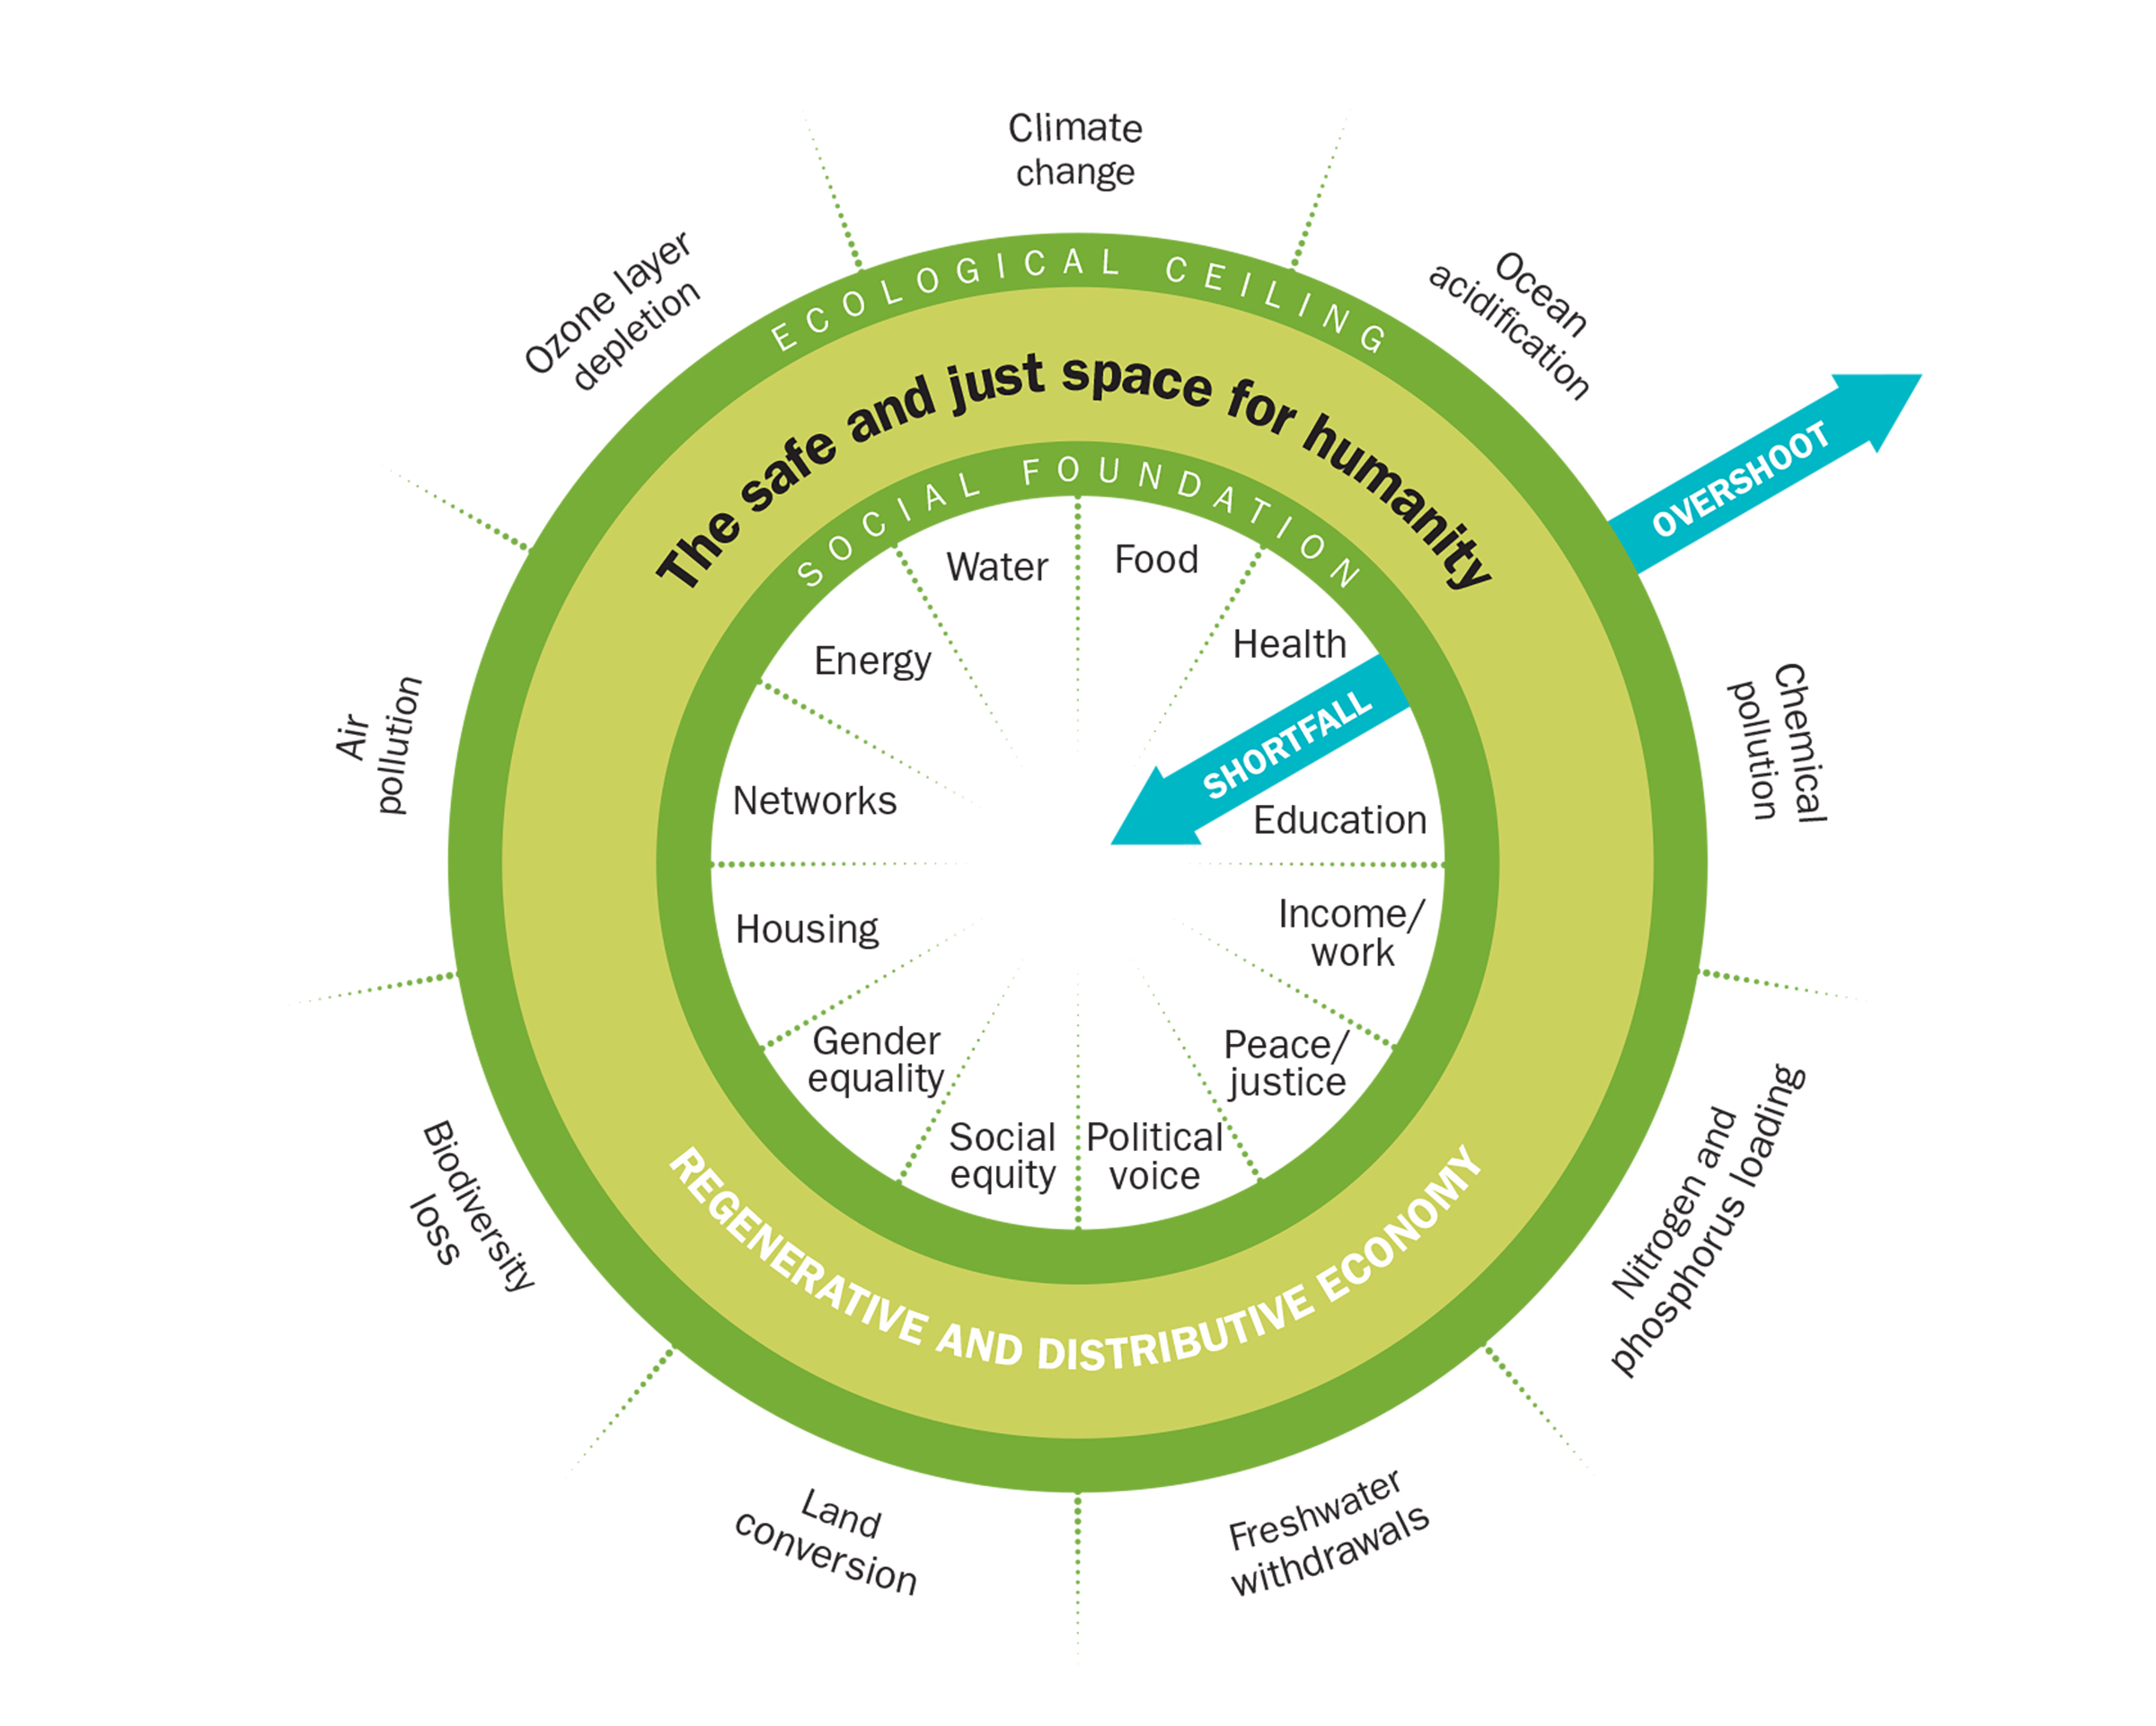 Climate
change
Ocean
acidification
OVERSHOOT
Chemical
pollution
Nitrogen and
phosphorus loading
Freshwater
withdrawals
Land
conversion
Biodiversity
loss
Air
pollution
Ozone layer
depletion
ECOLOGICAL CEILING
The safe and just space for humanity
SOCIAL FOUNDATION
Water
Food
Health
SHORTFALL
Education
Income/
work
Peace/
justice
Political
voice
Social
equity
Gender
equality
Housing
Networks
Energy
REGENERATIVE AND DISTRIBUTIVE ECONOMY